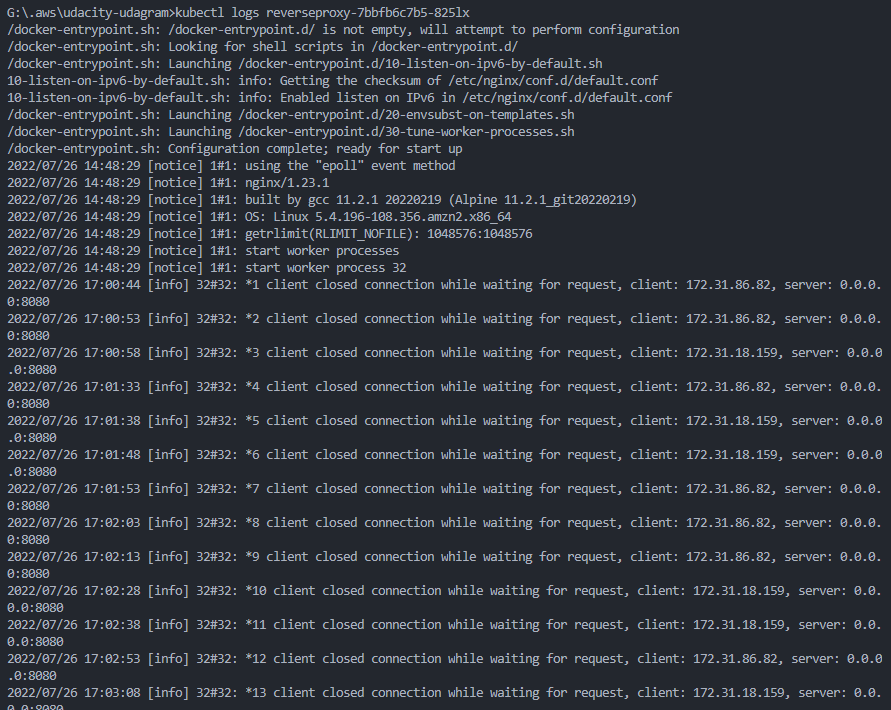 G:\.aws\udacity-udagram>kubectl logs reverseproxy-7bbfb6c7b5-825lx
/docker-entrypoint.sh: /docker-entrypoint.d/ is not empty, will attempt to perform configuration
/docker-entrypoint.sh: Looking for shell scripts in /docker-entrypoint.d/
/docker-entrypoint.sh: Launching /docker-entrypoint.d/10-listen-on-ipv6-by-default.sh
10-listen-on-ipv6-by-default.sh: info: Getting the checksum of /etc/nginx/conf.d/default.conf
10-listen-on-ipv6-by-default.sh: info: Enabled listen on IPv6 in /etc/nginx/conf.d/default.conf
/docker-entrypoint.sh: Launching /docker-entrypoint.d/20-envsubst-on-templates.sh
/docker-entrypoint.sh: Launching /docker-entrypoint.d/30-tune-worker-processes.sh
/docker-entrypoint.sh: Configuration complete; ready for start up
2022/07/26 14:48:29 [notice] 1#1: using the "epoll" event method
2022/07/26 14:48:29 [notice] 1#1: nginx/1.23.1
2022/07/26 14:48:29 [notice] 1#1: built by gcc 11.2.1 20220219 (Alpine 11.2.1_git20220219)
2022/07/26 14:48:29 [notice] 1#1: OS: Linux 5.4.196-108.356.amzn2.x86_64
2022/07/26 14:48:29 [notice] 1#1: getrlimit(RLIMIT_NOFILE): 1048576:1048576
2022/07/26 14:48:29 [notice] 1#1: start worker processes
2022/07/26 14:48:29 [notice] 1#1: start worker process 32
2022/07/26 17:00:44 [info] 32#32: *1 client closed connection while waiting for request, client: 172.31.86.82, server: 0.0.0.
0:8080
2022/07/26 17:00:53 [info] 32#32: *2 client closed connection while waiting for request, client: 172.31.86.82, server: 0.0.0.
0:8080
2022/07/26 17:00:58 [info] 32#32: *3 client closed connection while waiting for request, client: 172.31.18.159, server: 0.0.0
.0:8080
2022/07/26 17:01:33 [info] 32#32: *4 client closed connection while waiting for request, client: 172.31.86.82, server: 0.0.0.
0:8080
2022/07/26 17:01:38 [info] 32#32: *5 client closed connection while waiting for request, client: 172.31.18.159, server: 0.0.0
.0:8080
2022/07/26 17:01:48 [info] 32#32: *6 client closed connection while waiting for request, client: 172.31.18.159, server: 0.0.0
.0:8080
2022/07/26 17:01:53 [info] 32#32: *7 client closed connection while waiting for request, client: 172.31.86.82, server: 0.0.0.
0:8080
2022/07/26 17:02:03 [info] 32#32: *8 client closed connection while waiting for request, client: 172.31.86.82, server: 0.0.0.
0:8080
2022/07/26 17:02:13 [info] 32#32: *9 client closed connection while waiting for request, client: 172.31.86.82, server: 0.0.0.
0:8080
2022/07/26 17:02:28 [info] 32#32: *10 client closed connection while waiting for request, client: 172.31.18.159, server: 0.0.
0.0:8080
2022/07/26 17:02:38 [info] 32#32: *11 client closed connection while waiting for request, client: 172.31.18.159, server: 0.0.
0.0:8080
2022/07/26 17:02:53 [info] 32#32: *12 client closed connection while waiting for request, client: 172.31.86.82, server: 0.0.0
.0:8080
2022/07/26 17:03:08 [info] 32#32: *13 client closed connection while waiting for request, client: 172.31.18.159, server: 0.0.
0.0:8080